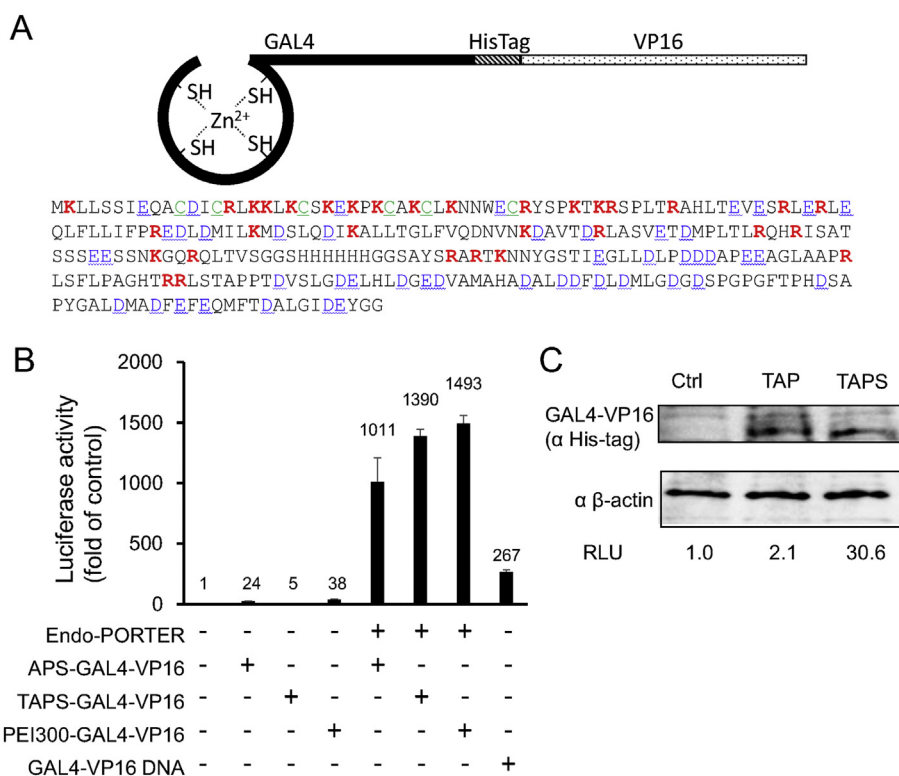 A
GAL4 HisTag VP16
SH SH
Zn2+
SH SH
MKLLSSIEQACDICRLKKLKCSKEKPKCAKCLKNNWECRYSPKTKRSPLTRAHLTEVESRLERLE
QLFLLIFPREDLDMILKMDSLQDIKALLTGLFVQDNVNKDAVTDRLASVETDMPLTLRQHRISAT
SSSEESSNKGQRQLTVSGGSHHHHHHGGSAYSRARTKNNYGSTIEGLLDLPDDDAPEEAGLAAPR
LSFLPAGHTRRLSTAPPTDVSLGDELHLDGEDVAMAHADALDDFDLDMLGDGDSPGPGFTPHDSA
PYGALDMADFEFEQMFTDALGIDEYGG
B
Luciferase activity
(fold of control)
2000
1500
1000
500
0
1 24 5 38 1011 1390 1493 267
Endo-PORTER - - - - + + + -
APS-GAL4-VP16 - + - - + - - -
TAPS-GAL4-VP16 - - + - - + - -
PEI300-GAL4-VP16 - - - + - - + -
GAL4-VP16 DNA - - - - - - - +
C
Ctrl TAP TAPS
GAL4-VP16
(α His-tag)
α β-actin
RLU 1.0 2.1 30.6